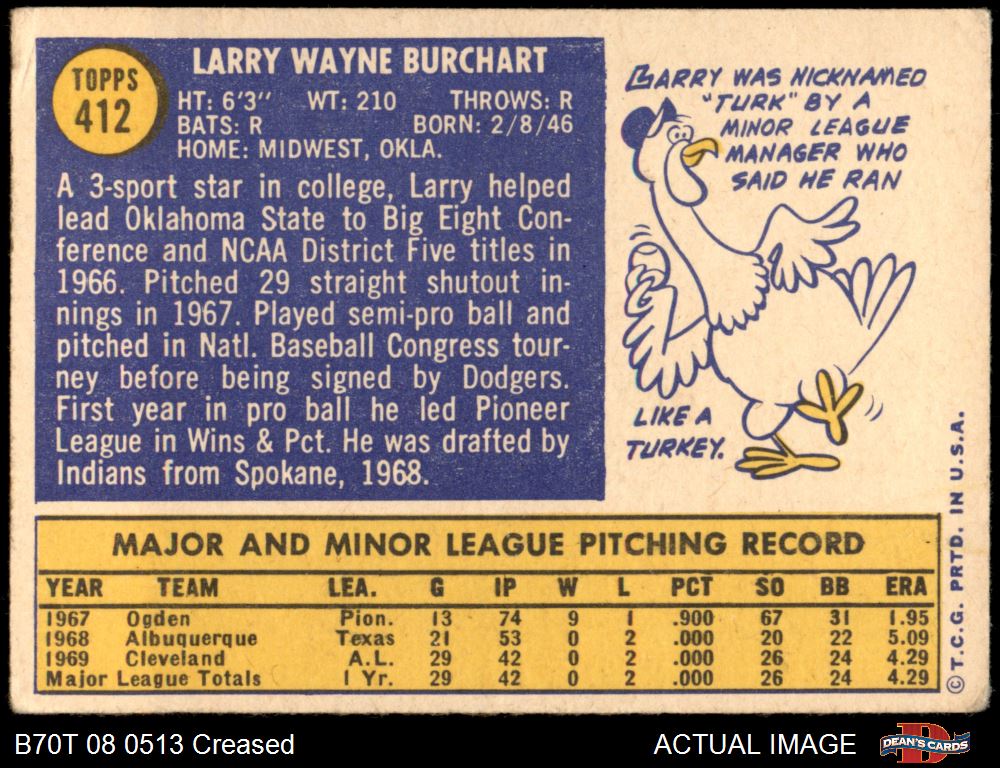 TOPPS
412
LARRY WAYNE BURCHART
HT: 6'3" WT: 210 THROWS: R
BATS: R BORN: 2/8/46
HOME: MIDWEST, OKLA.
A 3-sport star in college, Larry helped
lead Oklahoma State to Big Eight Con-
ference and NCAA District Five titles in
1966. Pitched 29 straight shutout in-
nings in 1967. Played semi-pro ball and
pitched in Natl. Baseball Congress tour-
ney before being signed by Dodgers.
First year in pro ball he led Pioneer
League in Wins & Pct. He was drafted by
Indians from Spokane, 1968.
LARRY WAS NICKNAMED
"TURK" BY A
MINOR LEAGUE
MANAGER WHO
SAID HE RAN
LIKE A
TURKEY.
MAJOR AND MINOR LEAGUE PITCHING RECORD
YEAR TEAM LEA. G IP W L PCT SO BB ERA
1967 Ogden Pion. 13 74 9 1 .900 67 31 1.95
1968 Albuquerque Texas 21 53 0 2 .000 20 22 5.09
1969 Cleveland A.L. 29 42 0 2 .000 26 24 4.29
Major League Totals 1 Yr. 29 42 0 2 .000 26 24 4.29
© T.C.G. PRTD. IN U.S.A.
B70T 08 0513 Creased
ACTUAL IMAGE
D
DEAN'S CARDS